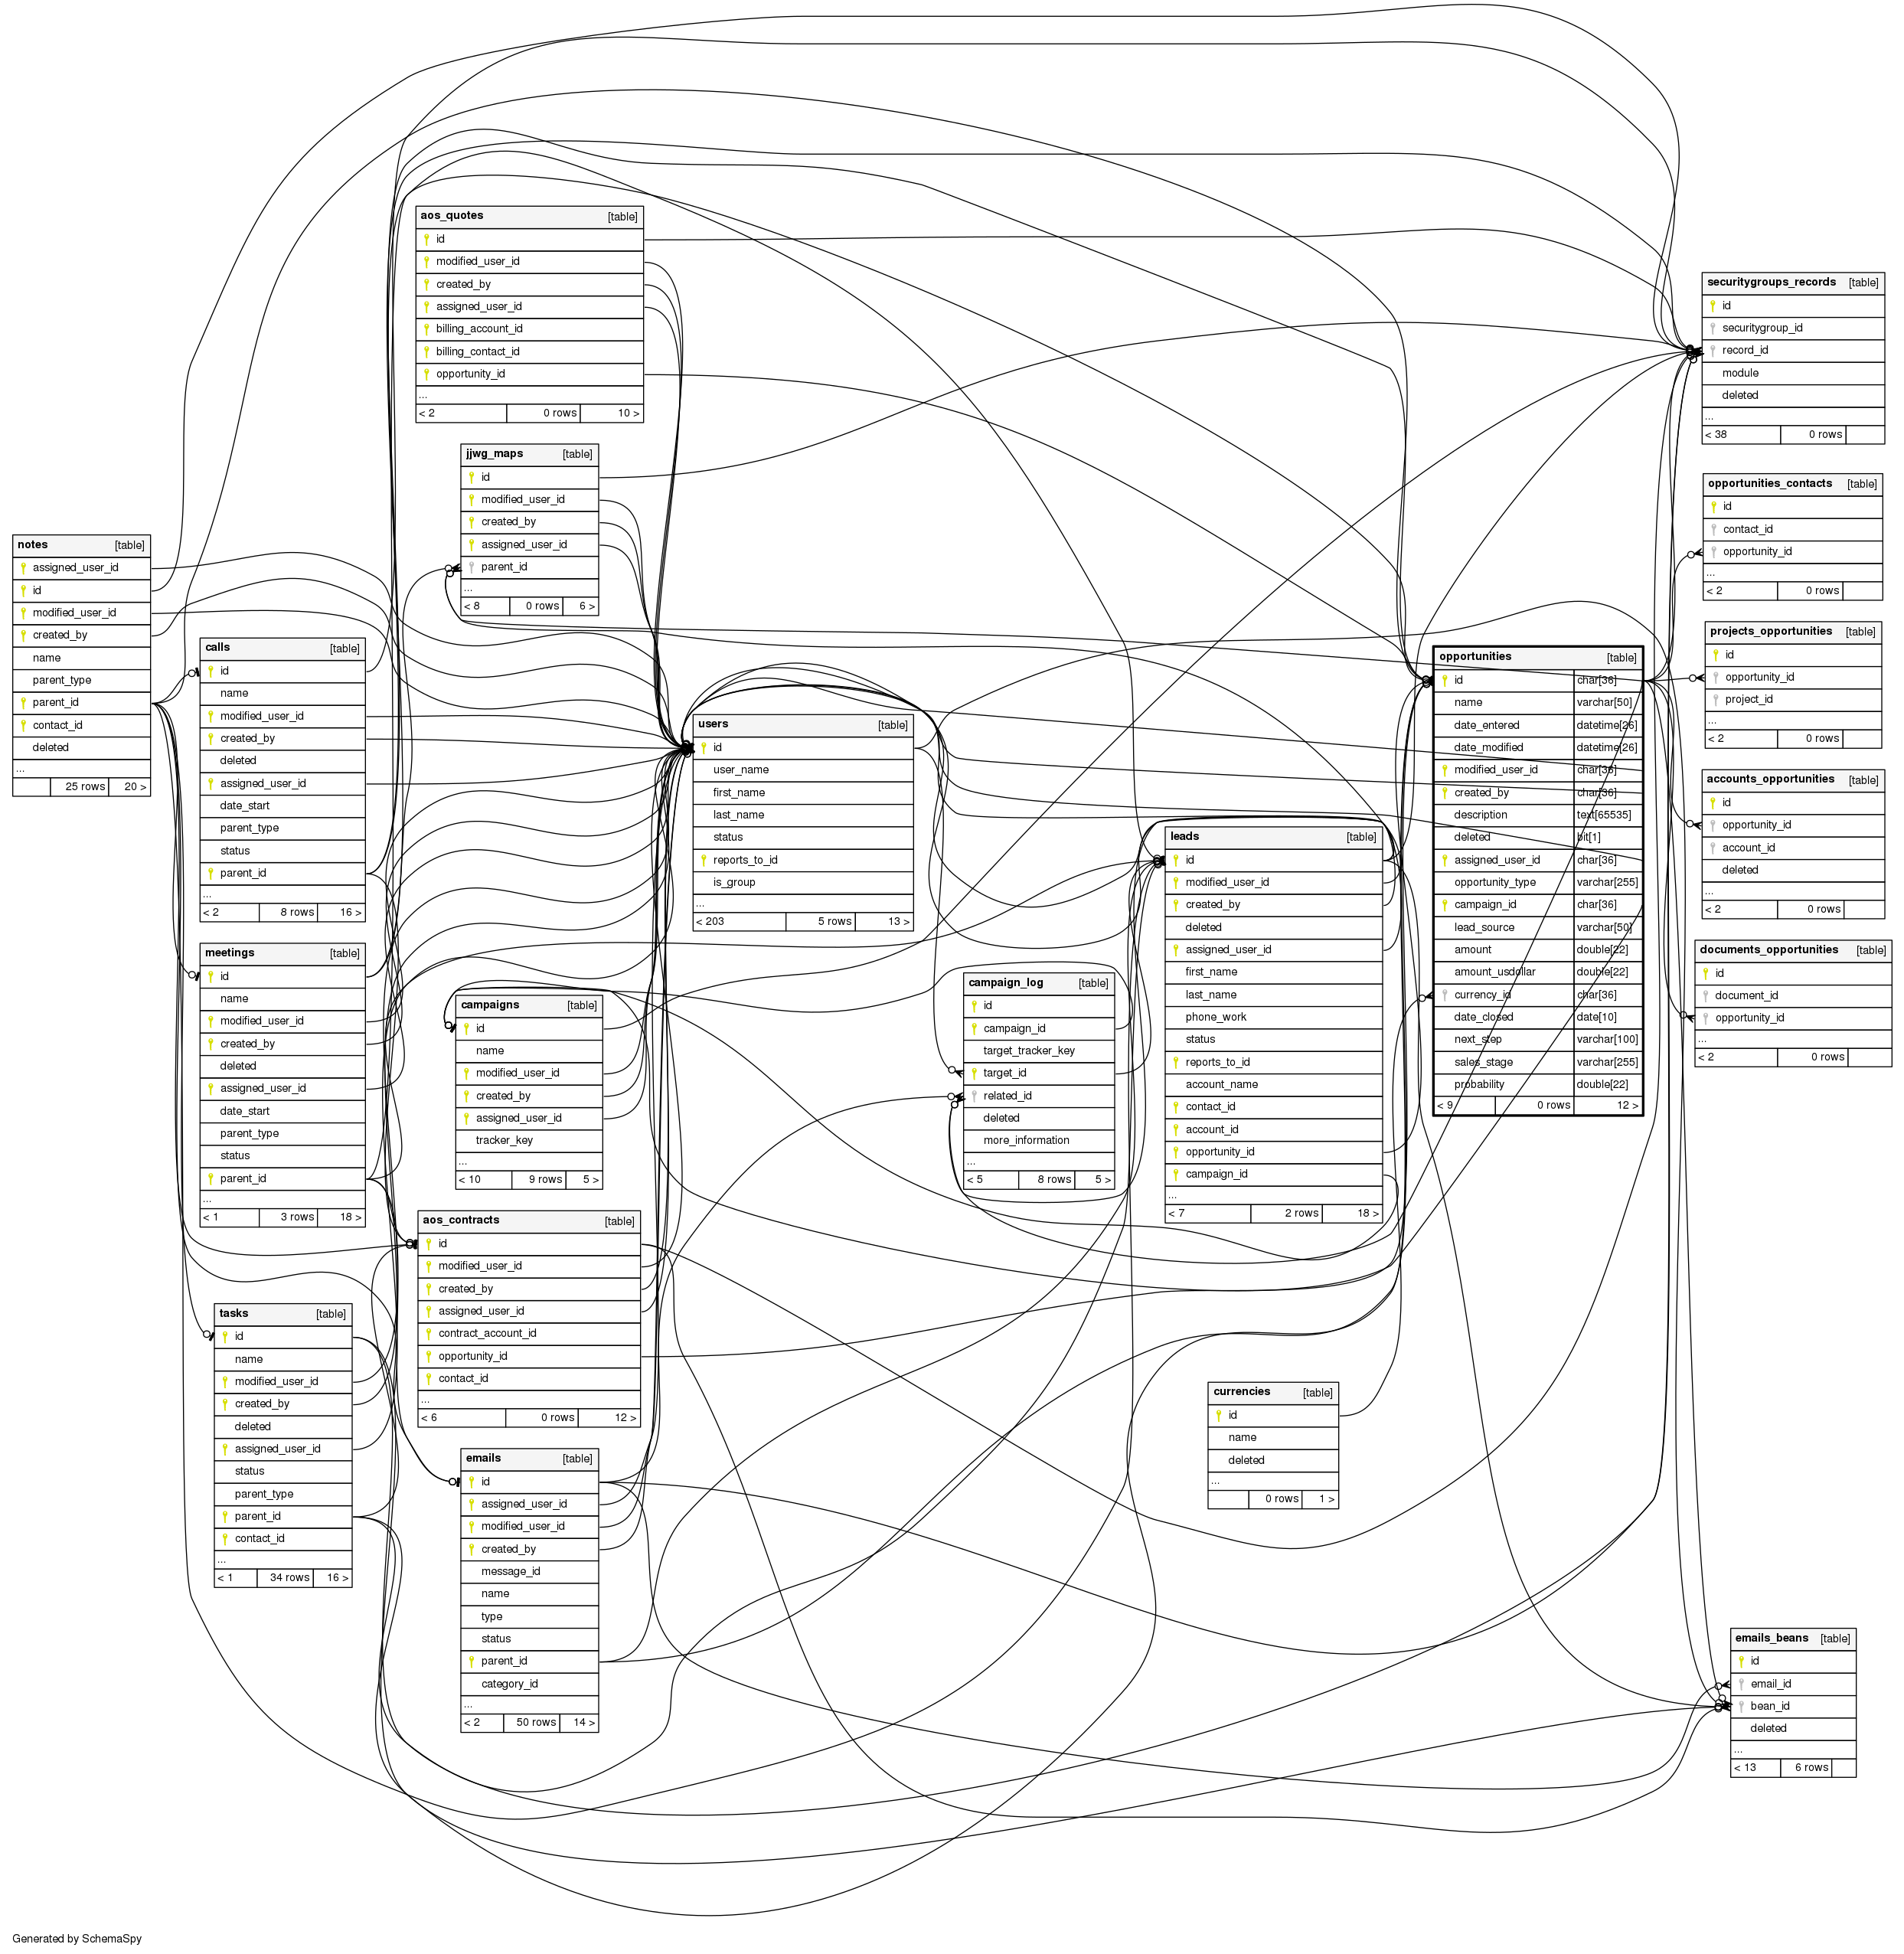 aos_quotes [table]
id
modified_user_id
created_by
assigned_user_id
billing_account_id
billing_contact_id
opportunity_id
...
< 2 0 rows 10 >
jjwg_maps [table]
id
modified_user_id
created_by
assigned_user_id
parent_id
...
< 8 0 rows 6 >
notes [table]
assigned_user_id
id
modified_user_id
created_by
name
parent_type
parent_id
contact_id
deleted
...
25 rows 20 >
calls [table]
id
name
modified_user_id
created_by
deleted
assigned_user_id
date_start
parent_type
status
parent_id
...
< 2 8 rows 16 >
meetings [table]
id
name
modified_user_id
created_by
deleted
assigned_user_id
date_start
parent_type
status
parent_id
...
< 1 3 rows 18 >
tasks [table]
id
name
modified_user_id
created_by
deleted
assigned_user_id
status
parent_type
parent_id
contact_id
...
< 1 34 rows 16 >
campaigns [table]
id
name
modified_user_id
created_by
assigned_user_id
tracker_key
...
< 10 9 rows 5 >
aos_contracts [table]
id
modified_user_id
created_by
assigned_user_id
contract_account_id
opportunity_id
contact_id
...
< 6 0 rows 12 >
emails [table]
id
assigned_user_id
modified_user_id
created_by
message_id
name
type
status
parent_id
category_id
...
< 2 50 rows 14 >
users [table]
id
user_name
first_name
last_name
status
reports_to_id
is_group
...
< 203 5 rows 13 >
campaign_log [table]
id
campaign_id
target_tracker_key
target_id
related_id
deleted
more_information
...
< 5 8 rows 5 >
leads [table]
id
modified_user_id
created_by
deleted
assigned_user_id
first_name
last_name
phone_work
status
reports_to_id
account_name
contact_id
account_id
opportunity_id
campaign_id
...
< 7 2 rows 18 >
currencies [table]
id
name
deleted
...
0 rows 1 >
opportunities [table]
id char[36]
name varchar[50]
date_entered datetime[26]
date_modified datetime[26]
modified_user_id char[36]
created_by char[36]
description text[65535]
deleted bit[1]
assigned_user_id char[36]
opportunity_type varchar[255]
campaign_id char[36]
lead_source varchar[50]
amount double[22]
amount_usdollar double[22]
currency_id char[36]
date_closed date[10]
next_step varchar[100]
sales_stage varchar[255]
probability double[22]
< 9 0 rows 12 >
securitygroups_records [table]
id
securitygroup_id
record_id
module
deleted
...
< 38 0 rows
opportunities_contacts [table]
id
contact_id
opportunity_id
...
< 2 0 rows
projects_opportunities [table]
id
opportunity_id
project_id
...
< 2 0 rows
accounts_opportunities [table]
id
opportunity_id
account_id
deleted
...
< 2 0 rows
documents_opportunities [table]
id
document_id
opportunity_id
...
< 2 0 rows
emails_beans [table]
id
email_id
bean_id
deleted
...
< 13 6 rows
Generated by SchemaSpy